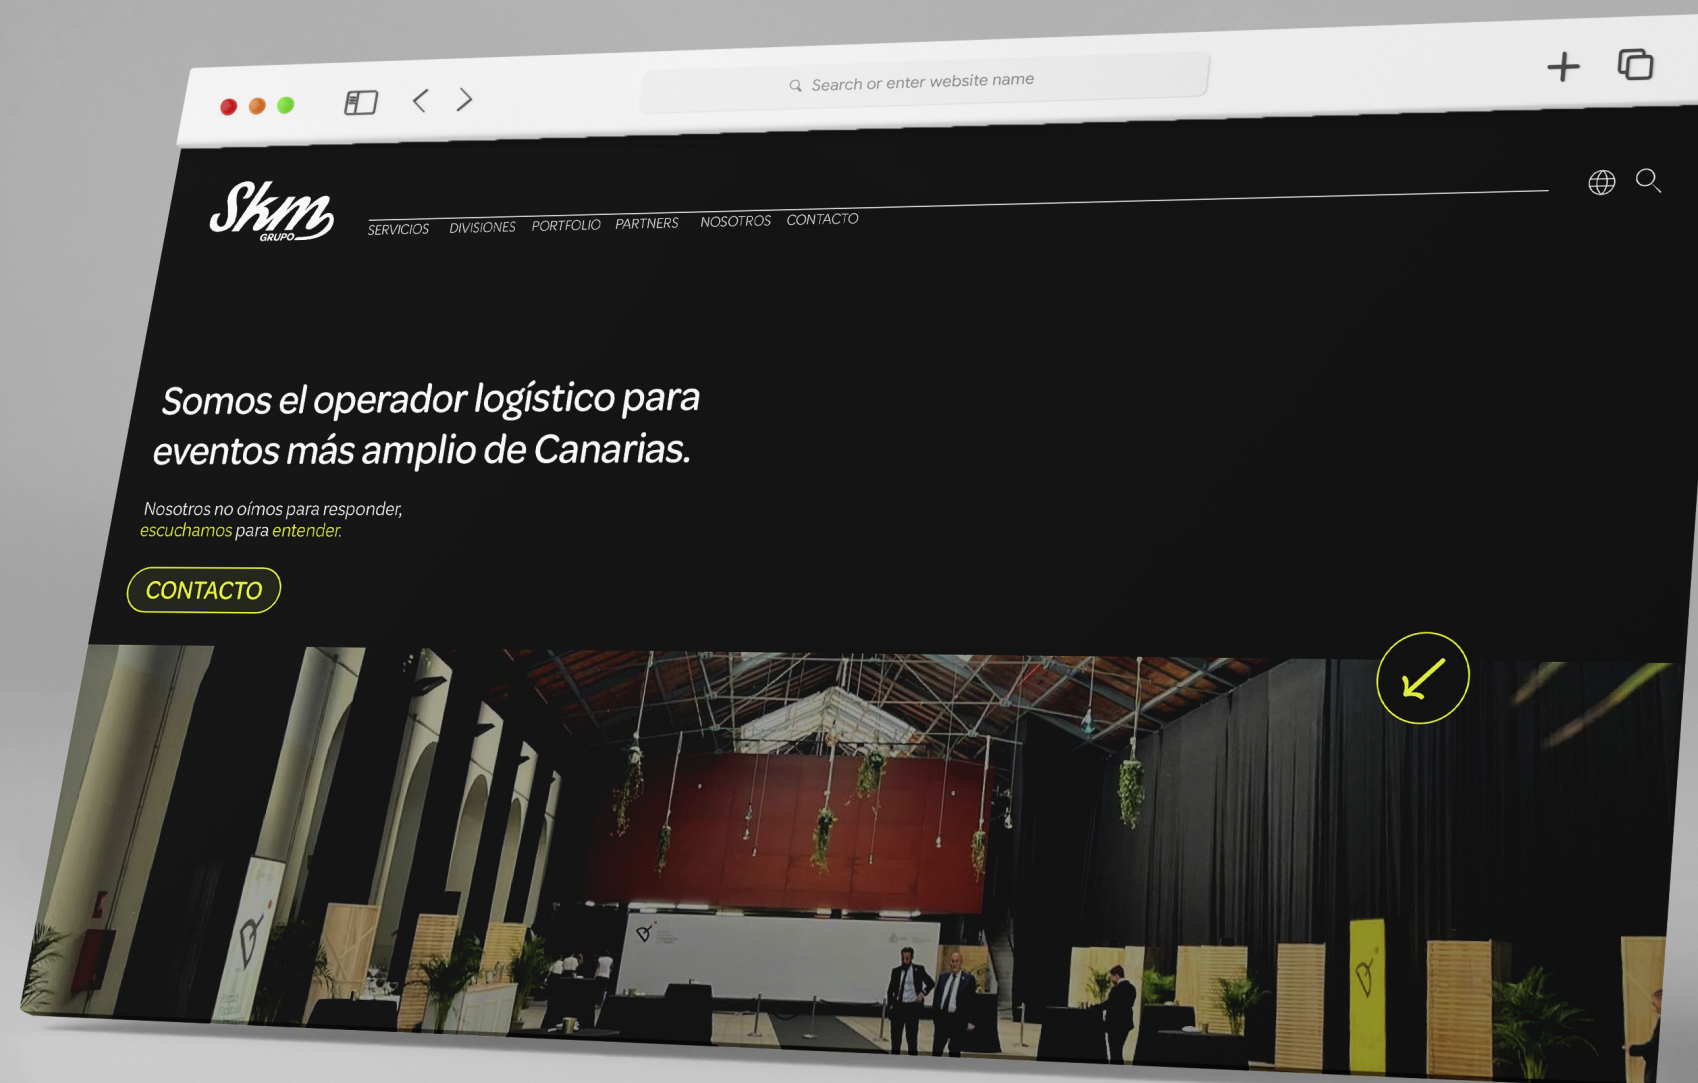 Search or enter website name
Skm
GRUPO
SERVICIOS DIVISIONES PORTFOLIO PARTNERS NOSOTROS CONTACTO
Somos el operador logístico para
eventos más amplio de Canarias.
Nosotros no oímos para responder,
escuchamos para entender.
CONTACTO